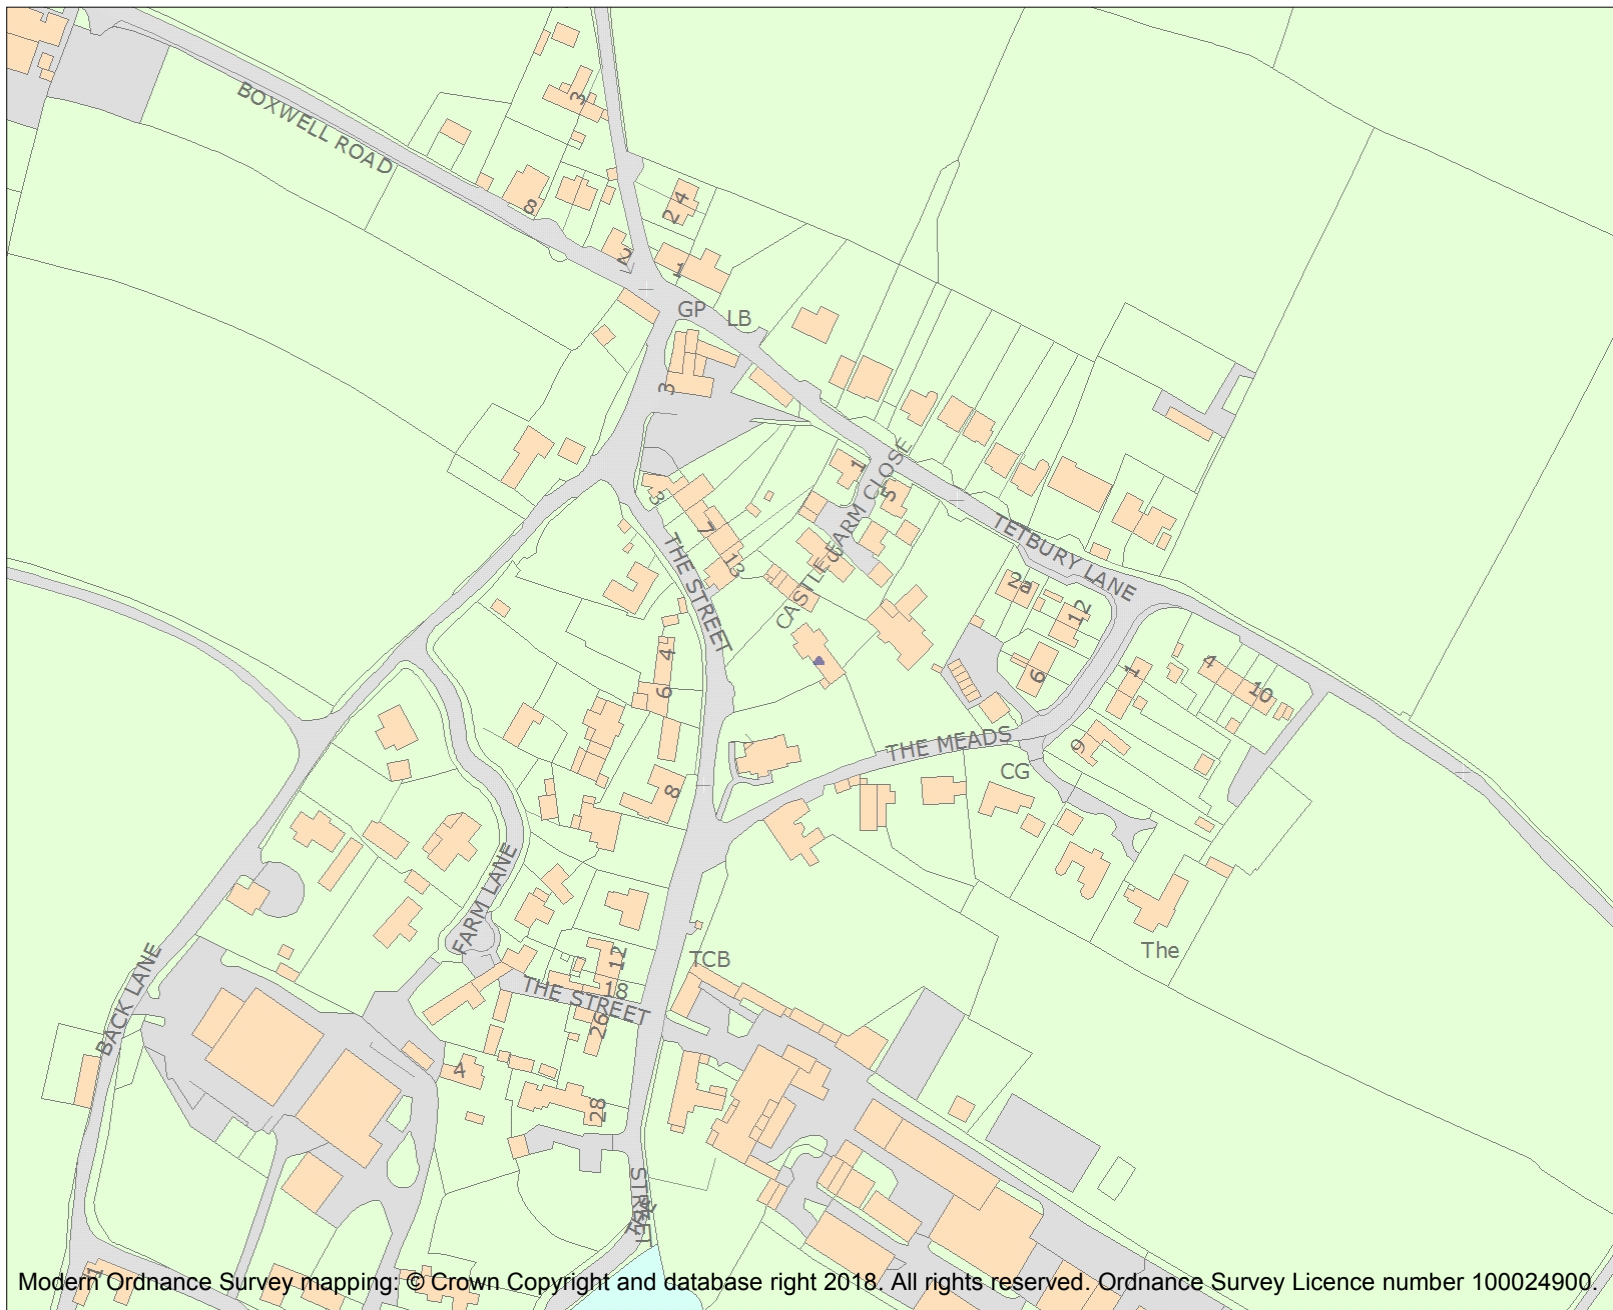 BOXWELL ROAD
3
8
2 4
2
1
GP
LB
3
1
5
3
7
13
THE STREET
CASTLE FARM CLOSE
TETBURY LANE
2a
12
4
6
6
1
4
10
9
THE MEADS
CG
8
FARM LANE
BACK LANE
12
TCB
The
18
THE STREET
26
4
28
STREET
1
Modern Ordnance Survey mapping: © Crown Copyright and database right 2018. All rights reserved. Ordnance Survey Licence number 100024900.